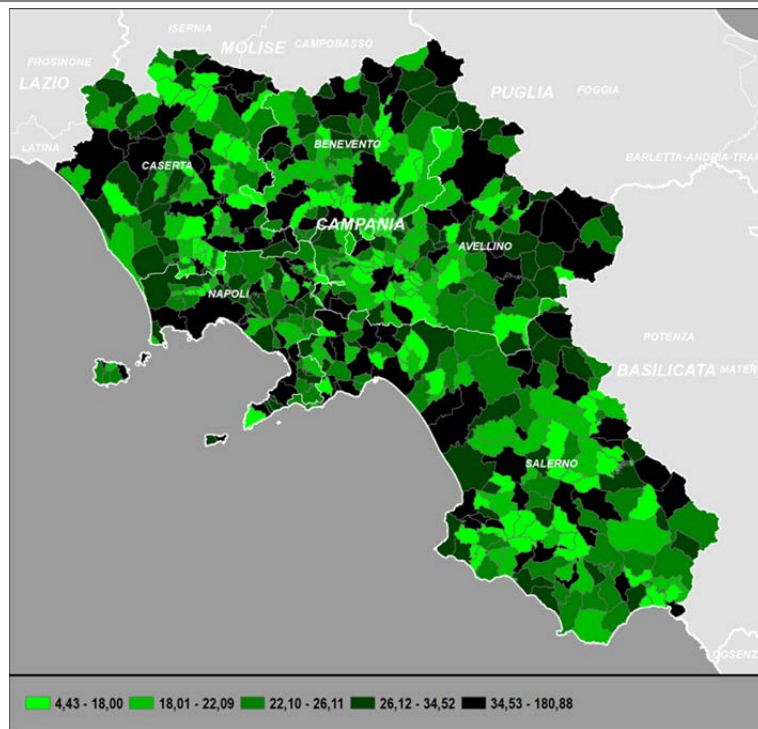 ISERNIA
MOLISE CAMPOBASSO
FROSINONE
LAZIO
PUGLIA FOGGIA
LATINA
BENEVENTO
BARLETTA-ANDRIA-TRAN
CASERTA
CAMPANIA
AVELLINO
NAPOLI
POTENZA
BASILICATA MATER
SALERNO
COSENZ
4,43 - 18,00 18,01 - 22,09 22,10 - 26,11 26,12 - 34,52 34,53 - 180,88